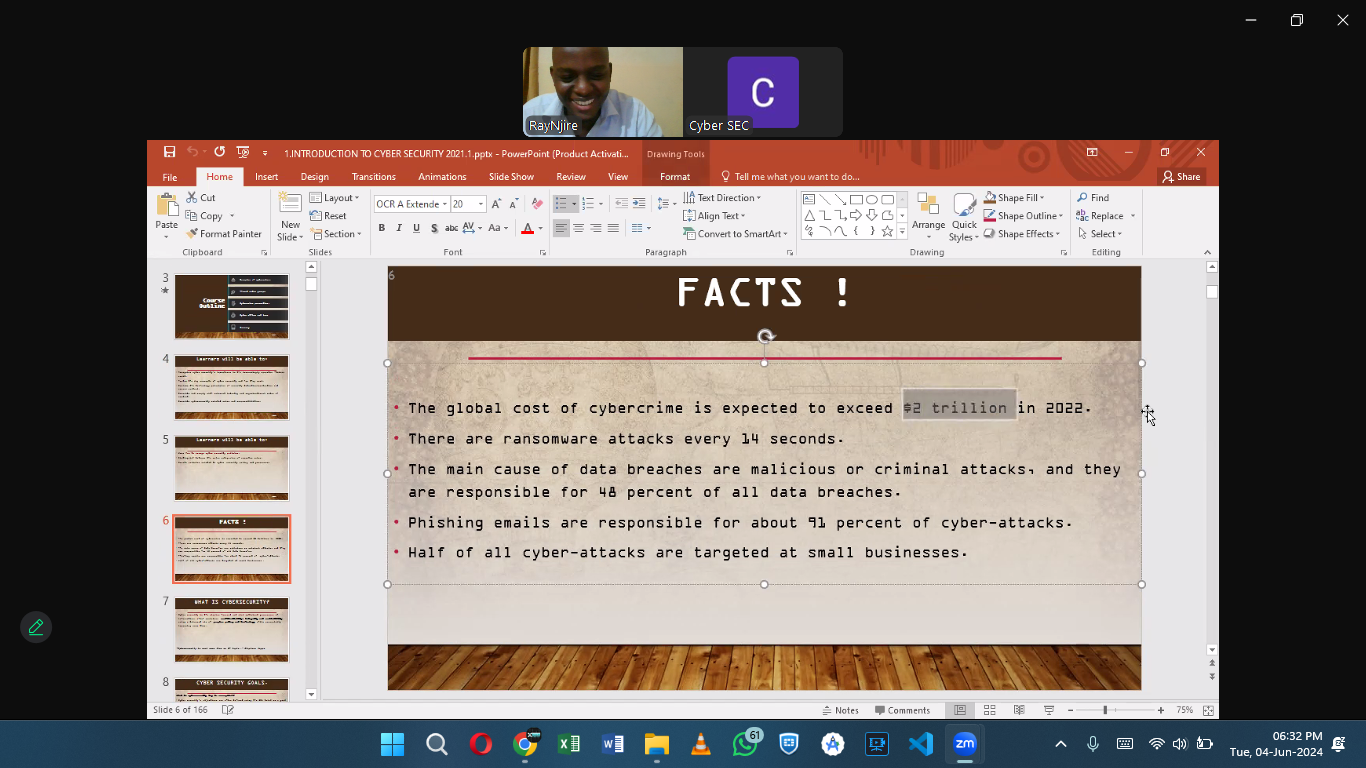 RayNjire
C
Cyber SEC
1.INTRODUCTION TO CYBER SECURITY 2021.1.pptx - PowerPoint (Product Activati...
Drawing Tools
File Home Insert Design Transitions Animations Slide Show Review View Format Tell me what you want to do... Share
Paste
Cut
Copy
Format Painter
Clipboard
New Slide
Layout
Reset
Section
Slides
OCR A Extende 20
B I U S abc AV Aa A
Font
Text Direction
Align Text
Convert to SmartArt
Paragraph
Arrange
Quick Styles
Shape Fill
Shape Outline
Shape Effects
Drawing
Find
Replace
Select
Editing
3
Course
Outline
4
Learners will be able to:
5
Learners will be able to:
6
FACTS !
7
WHAT IS CYBERSECURITY?
8
CYBER SECURITY GOALS.
6
FACTS !
• The global cost of cybercrime is expected to exceed $2 trillion in 2022.
• There are ransomware attacks every 14 seconds.
• The main cause of data breaches are malicious or criminal attacks, and they
are responsible for 48 percent of all data breaches.
• Phishing emails are responsible for about 91 percent of cyber-attacks.
• Half of all cyber-attacks are targeted at small businesses.
Slide 6 of 166
Notes
Comments
75%
61
zm
06:32 PM
Tue, 04-Jun-2024